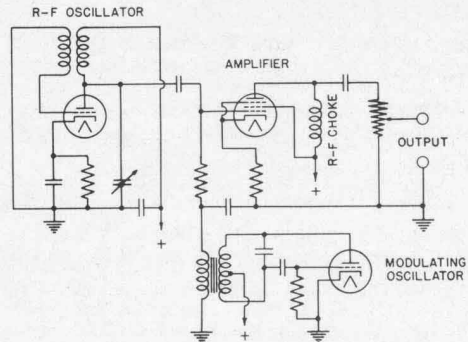 R-F OSCILLATOR
AMPLIFIER
R-F CHOKE
OUTPUT
+
+
MODULATING
OSCILLATOR
+